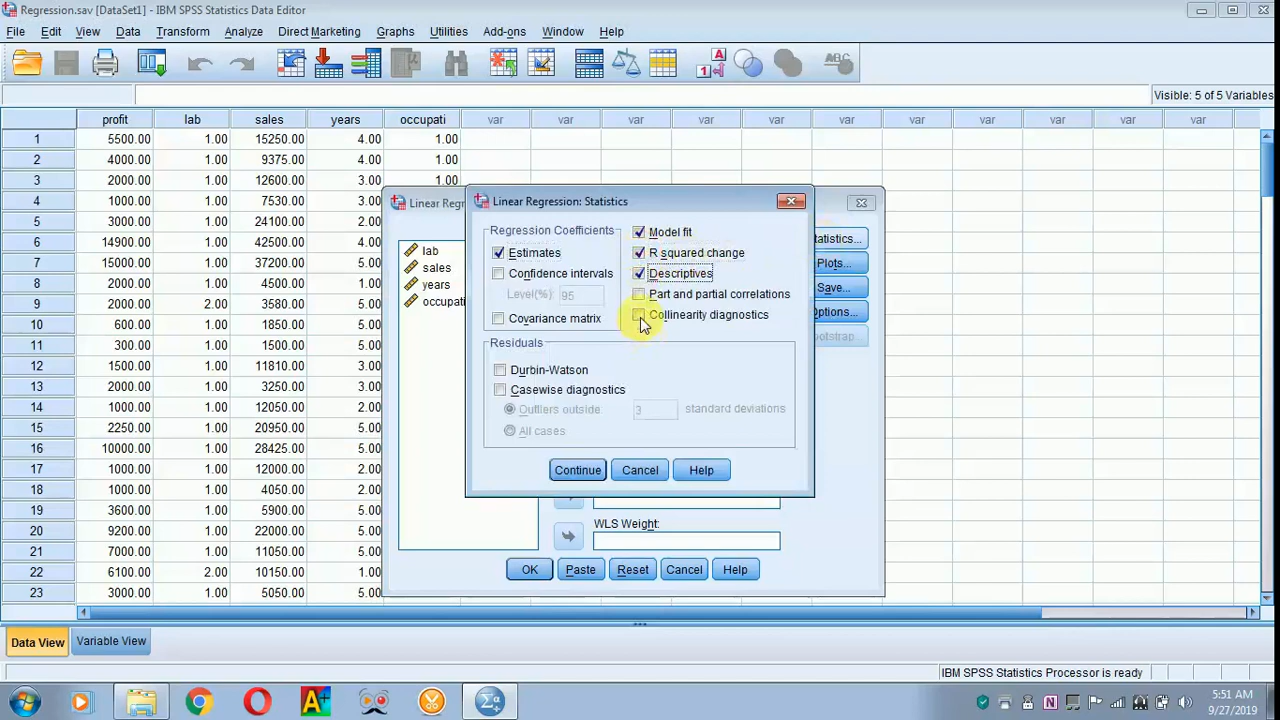 Regression.sav [DataSet1] - IBM SPSS Statistics Data Editor
File Edit View Data Transform Analyze Direct Marketing Graphs Utilities Add-ons Window Help
A
1
ABC
Visible: 5 of 5 Variables
profit lab sales years occupati var var var var var var var var var var var
1 5500.00 1.00 15250.00 4.00 1.00
2 4000.00 1.00 9375.00 4.00 1.00
3 2000.00 1.00 12600.00 3.00 1.00
4 1000.00 1.00 7530.00 3.00
5 3000.00 1.00 24100.00 2.00
6 14900.00 1.00 42500.00 4.00
7 15000.00 1.00 37200.00 4.00
8 1500.00 1.00 4500.00 5.00
9 3000.00 2.00 5680.00 3.00
10 600.00 1.00 1850.00 4.00
11 300.00 1.00 1500.00 4.00
12 1500.00 1.00 11810.00 4.00
13 2000.00 1.00 3250.00 4.00
14 1000.00 1.00 12050.00 4.00
15 2250.00 1.00 20950.00 5.00
16 10000.00 1.00 28425.00 5.00
17 1000.00 1.00 12000.00 2.00
18 1000.00 1.00 4050.00 5.00
19 3600.00 1.00 5900.00 5.00
20 9200.00 1.00 22000.00 5.00
21 7000.00 1.00 11050.00 5.00
22 6100.00 2.00 10150.00 1.00
23 3000.00 1.00 5050.00 5.00
Linear Regr
lab
sales
years
occupati
tatistics...
Plots...
Save...
Options...
ootstrap...
WLS Weight:
OK Paste Reset Cancel Help
Linear Regression: Statistics
Regression Coefficients
Estimates
Confidence intervals
Level(%): 95
Covariance matrix
Model fit
R squared change
Descriptives
Part and partial correlations
Collinearity diagnostics
Residuals
Durbin-Watson
Casewise diagnostics
Outliers outside: 3 standard deviations
All cases
Continue Cancel Help
Data View Variable View
IBM SPSS Statistics Processor is ready
A
Σα
N
5:51 AM
9/27/2019